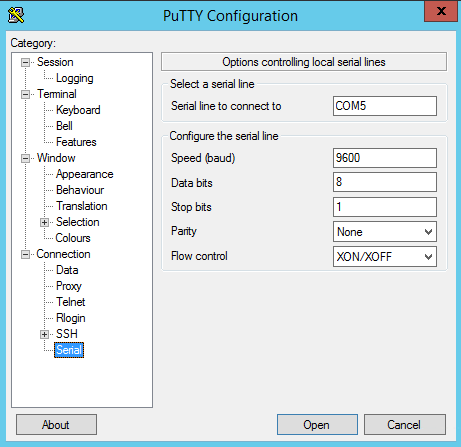 PuTTY Configuration
X
Category:
Session
Logging
Terminal
Keyboard
Bell
Features
Window
Appearance
Behaviour
Translation
Selection
Colours
Connection
Data
Proxy
Telnet
Rlogin
SSH
Serial
Options controlling local serial lines
Select a serial line
Serial line to connect to COM5
Configure the serial line
Speed (baud) 9600
Data bits 8
Stop bits 1
Parity None
Flow control XON/XOFF
About Open Cancel